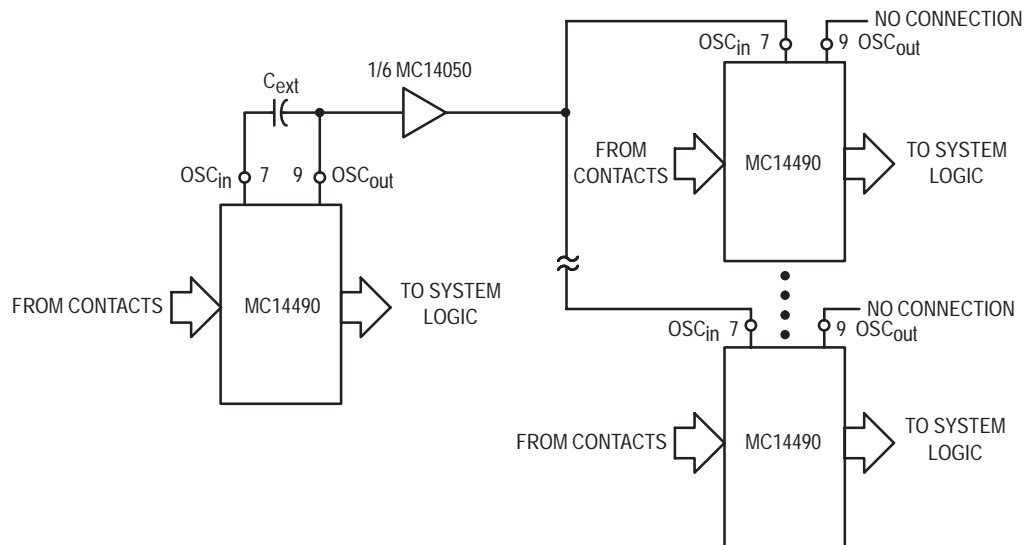 NO CONNECTION
OSCin 7
9 OSCout
1/6 MC14050
Cext
FROM
CONTACTS
MC14490
TO SYSTEM
LOGIC
OSCin 7
9 OSCout
FROM CONTACTS
MC14490
TO SYSTEM
LOGIC
NO CONNECTION
OSCin 7
9 OSCout
FROM CONTACTS
MC14490
TO SYSTEM
LOGIC